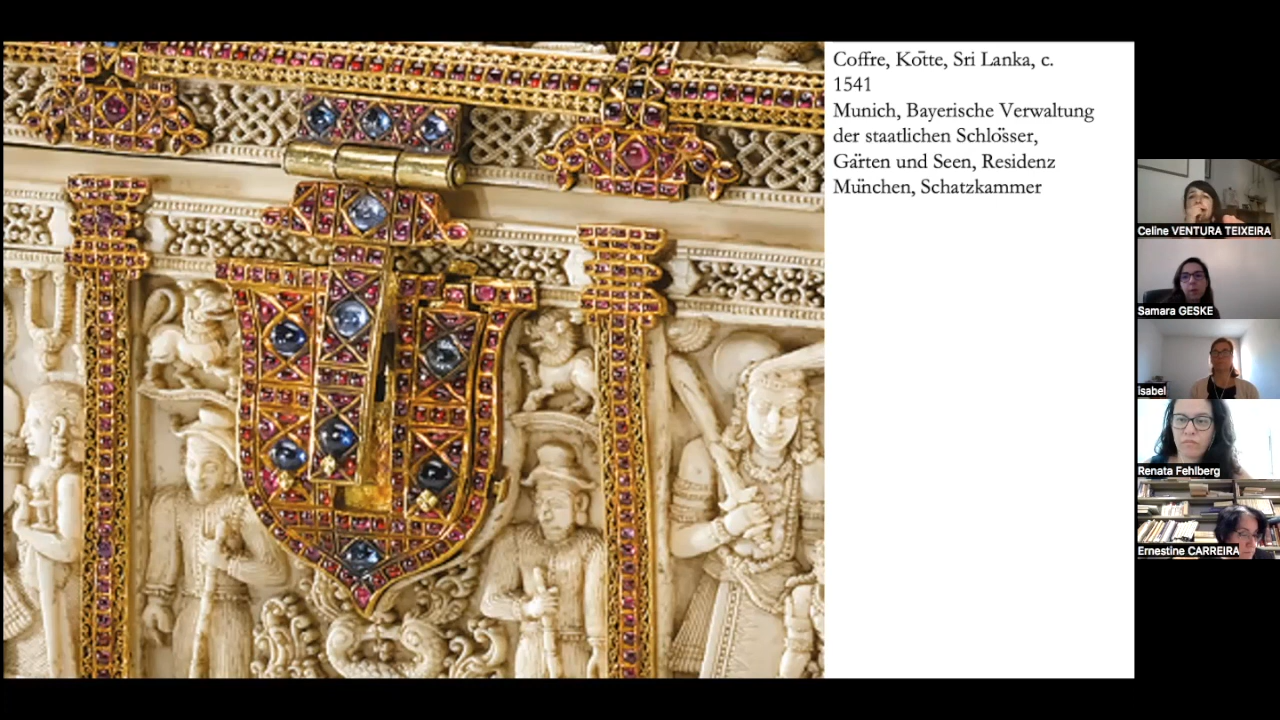 Coffre, Kōtte, Sri Lanka, c.
1541
Munich, Bayerische Verwaltung
der staatlichen Schlösser,
Gärten und Seen, Residenz
München, Schatzkammer
Celine VENTURA TEIXEIRA
Samara GESKE
isabel
Renata Fehlberg
Ernestine CARREIRA